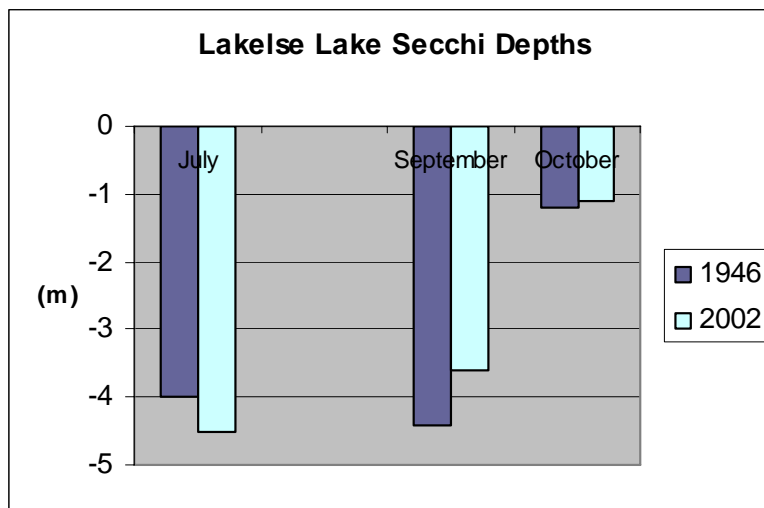 Lakelse Lake Secchi Depths
0
July
September
October
-1
-2
(m)
-3
-4
-5
1946
2002